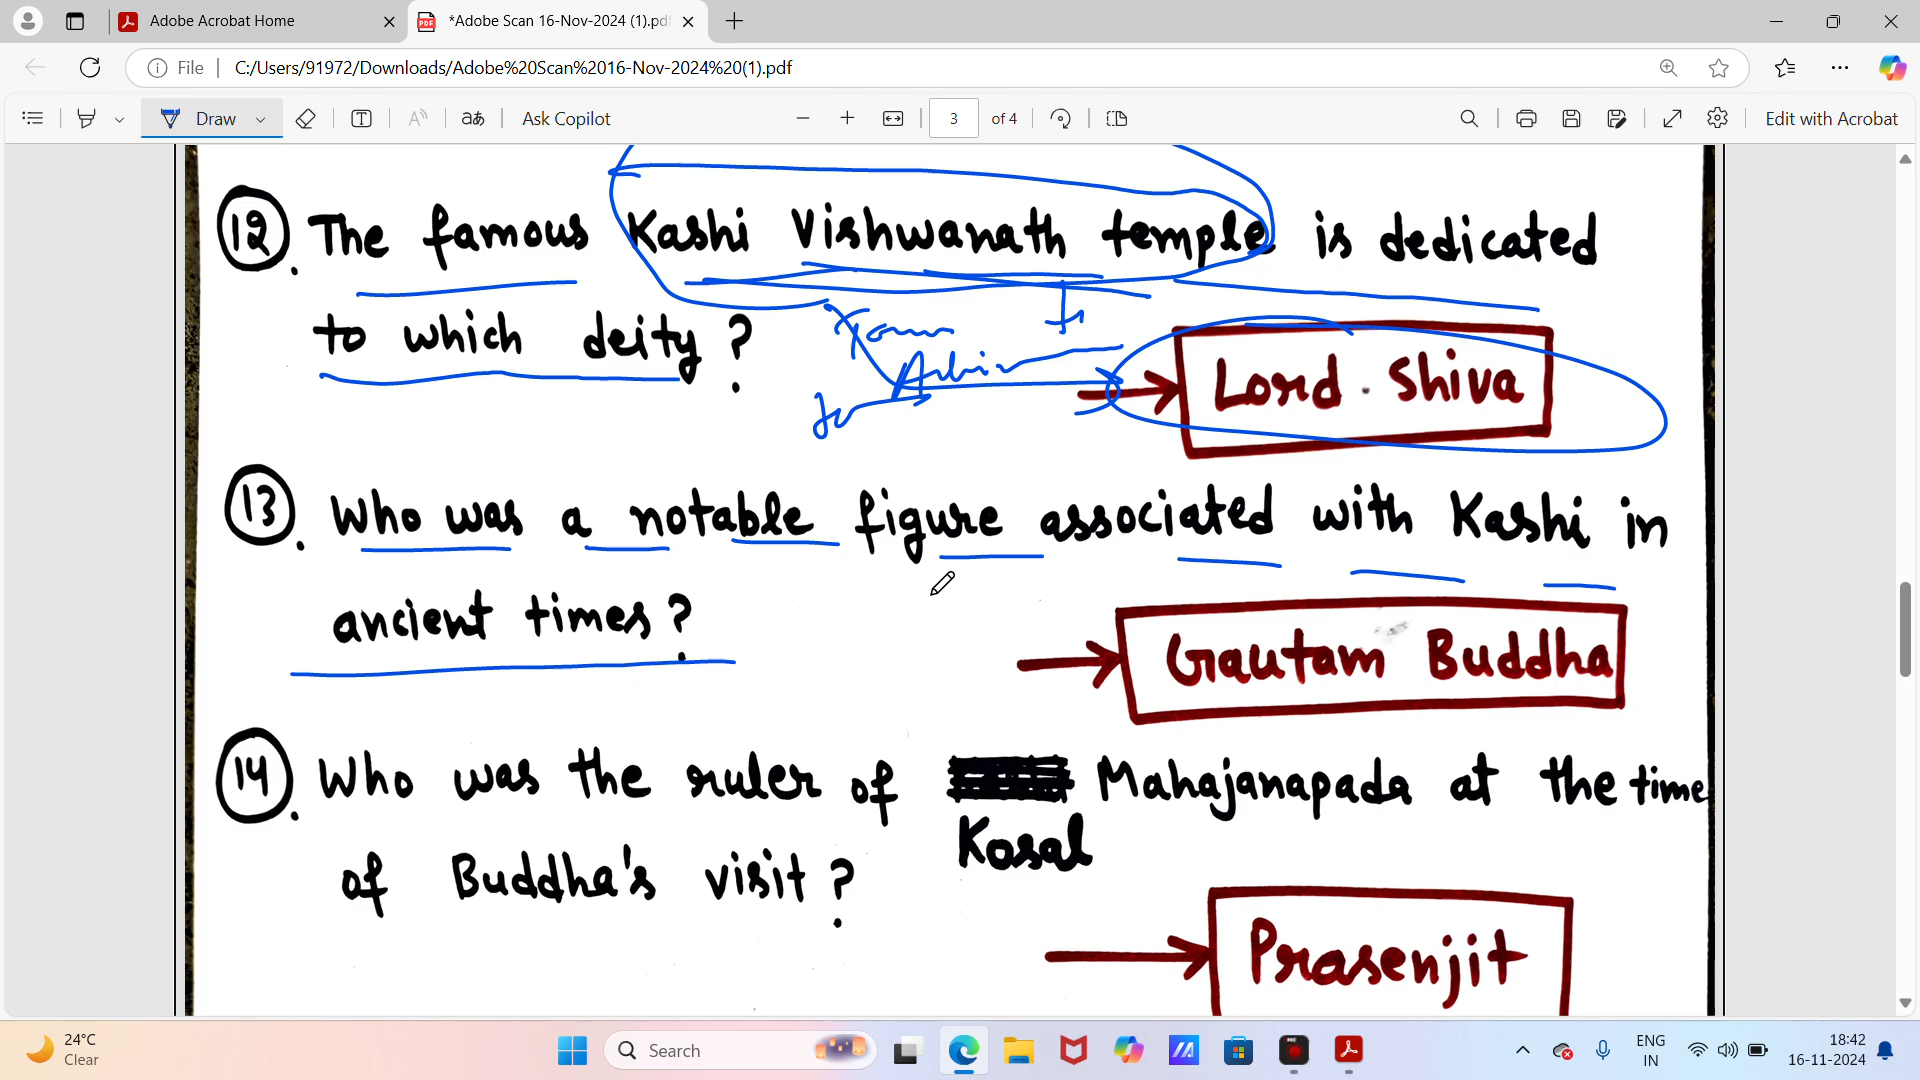 Adobe Acrobat Home
*Adobe Scan 16-Nov-2024 (1).pdf
File
C:/Users/91972/Downloads/Adobe%20Scan%2016-Nov-2024%20(1).pdf
Draw
Ask Copilot
3 of 4
Edit with Acrobat
12. The famous Kashi Vishwanath temple is dedicated
to which deity?
Lord. Shiva
13. Who was a notable figure associated with Kashi in
ancient times?
Gautam Buddha
14. Who was the ruler of Mahajanapada at the time
Kosal
of Buddha's visit?
Prasenjit
24°C
Clear
Search
ENG
IN
18:42
16-11-2024